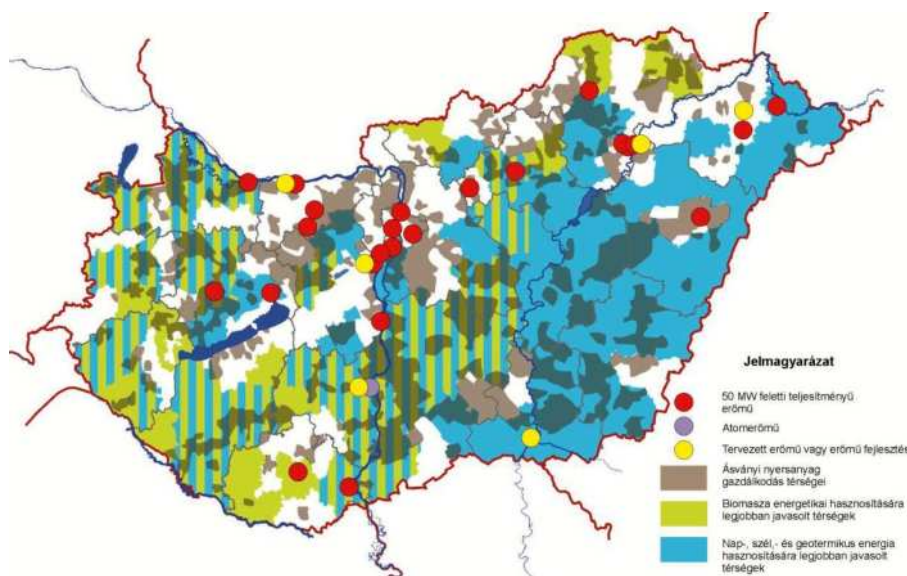 Jelmagyarázat
50 MW feletti teljesítményű
erőmű
Atomerőmű
Tervezett erőmű vagy erőmű fejlesztés
Ásványi nyersanyag
gazdálkodás térségei
Biomasza energetikai hasznosítására
legjobban javasolt térségek
Nap-, szél,- és geotermikus energia
hasznosítására legjobban javasolt
térségek